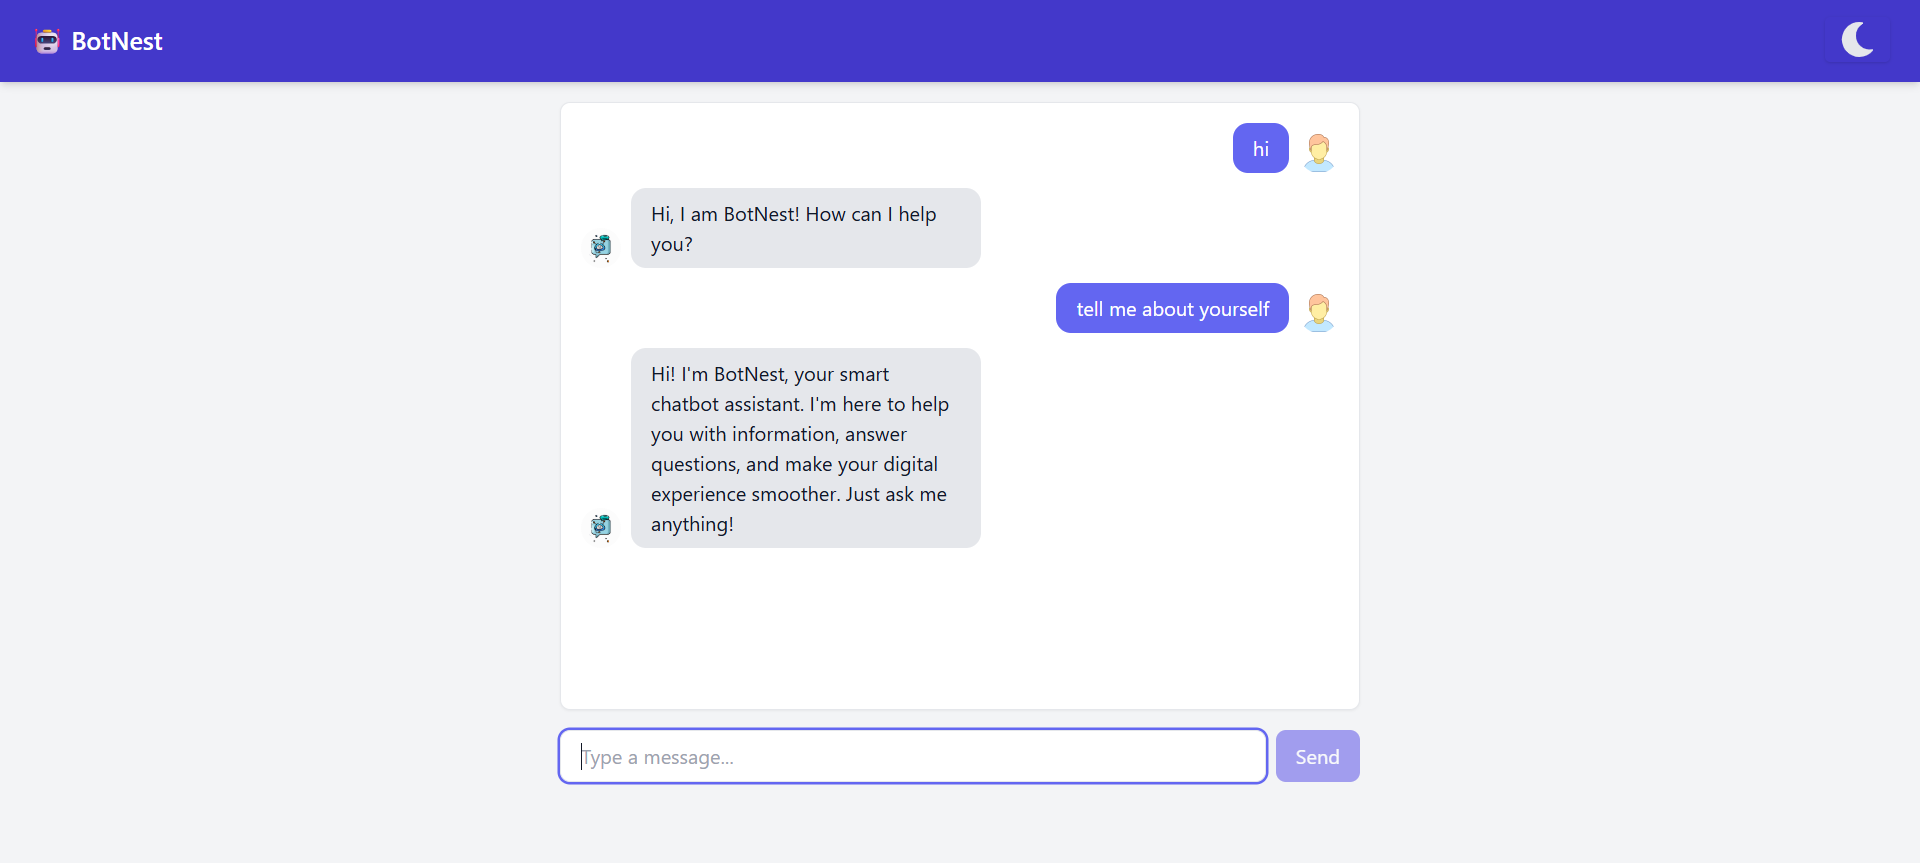 BotNest
hi
Hi, I am BotNest! How can I help
you?
tell me about yourself
Hi! I'm BotNest, your smart
chatbot assistant. I'm here to help
you with information, answer
questions, and make your digital
experience smoother. Just ask me
anything!
Type a message...
Send